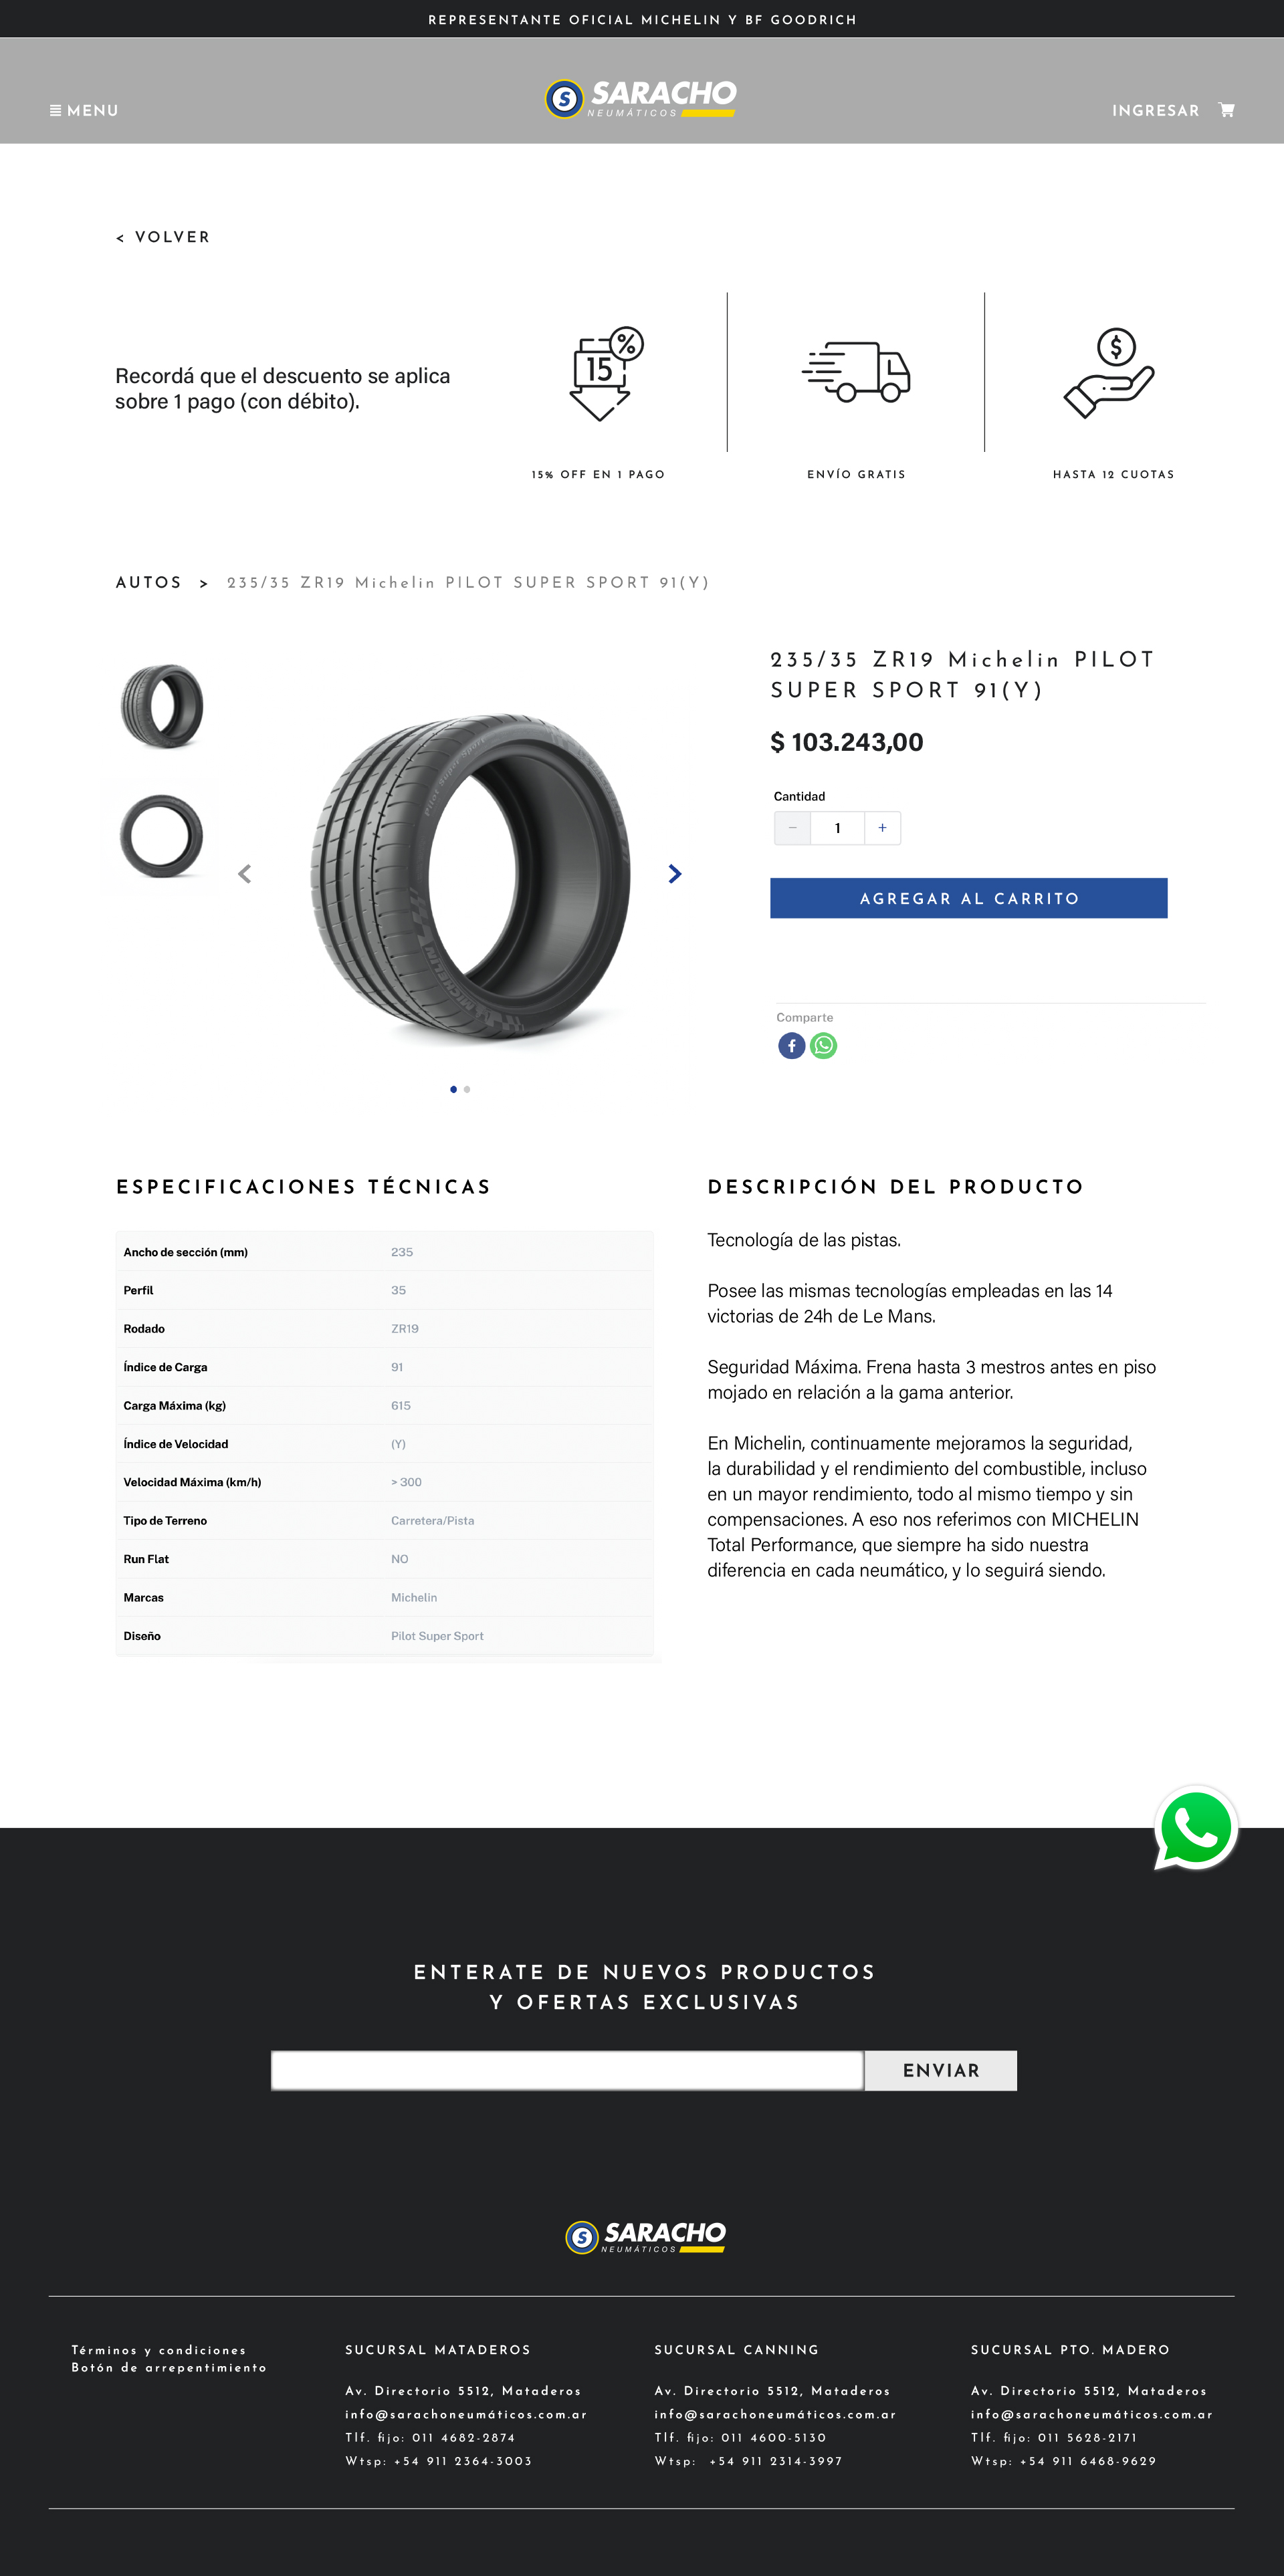 REPRESENTANTE OFICIAL MICHELIN Y BF GOODRICH
MENU
S SARACHO
NEUMÁTICOS
INGRESAR
< VOLVER
Recordá que el descuento se aplica
sobre 1 pago (con débito).
%
15
$
15% OFF EN 1 PAGO
ENVÍO GRATIS
HASTA 12 CUOTAS
AUTOS > 235/35 ZR19 Michelin PILOT SUPER SPORT 91(Y)
235/35 ZR19 Michelin PILOT
SUPER SPORT 91(Y)
$ 103.243,00
Cantidad
− 1 +
AGREGAR AL CARRITO
Pilot Super Sport
MICHELIN
Comparte
ESPECIFICACIONES TÉCNICAS
Ancho de sección (mm) 235
Perfil 35
Rodado ZR19
Índice de Carga 91
Carga Máxima (kg) 615
Índice de Velocidad (Y)
Velocidad Máxima (km/h) > 300
Tipo de Terreno Carretera/Pista
Run Flat NO
Marcas Michelin
Diseño Pilot Super Sport
DESCRIPCIÓN DEL PRODUCTO
Tecnología de las pistas.
Posee las mismas tecnologías empleadas en las 14
victorias de 24h de Le Mans.
Seguridad Máxima. Frena hasta 3 mestros antes en piso
mojado en relación a la gama anterior.
En Michelin, continuamente mejoramos la seguridad,
la durabilidad y el rendimiento del combustible, incluso
en un mayor rendimiento, todo al mismo tiempo y sin
compensaciones. A eso nos referimos con MICHELIN
Total Performance, que siempre ha sido nuestra
diferencia en cada neumático, y lo seguirá siendo.
ENTERATE DE NUEVOS PRODUCTOS
Y OFERTAS EXCLUSIVAS
ENVIAR
S SARACHO
NEUMÁTICOS
Términos y condiciones
Botón de arrepentimiento
SUCURSAL MATADEROS
Av. Directorio 5512, Mataderos
info@sarachoneumáticos.com.ar
Tlf. fijo: 011 4682-2874
Wtsp: +54 911 2364-3003
SUCURSAL CANNING
Av. Directorio 5512, Mataderos
info@sarachoneumáticos.com.ar
Tlf. fijo: 011 4600-5130
Wtsp: +54 911 2314-3997
SUCURSAL PTO. MADERO
Av. Directorio 5512, Mataderos
info@sarachoneumáticos.com.ar
Tlf. fijo: 011 5628-2171
Wtsp: +54 911 6468-9629